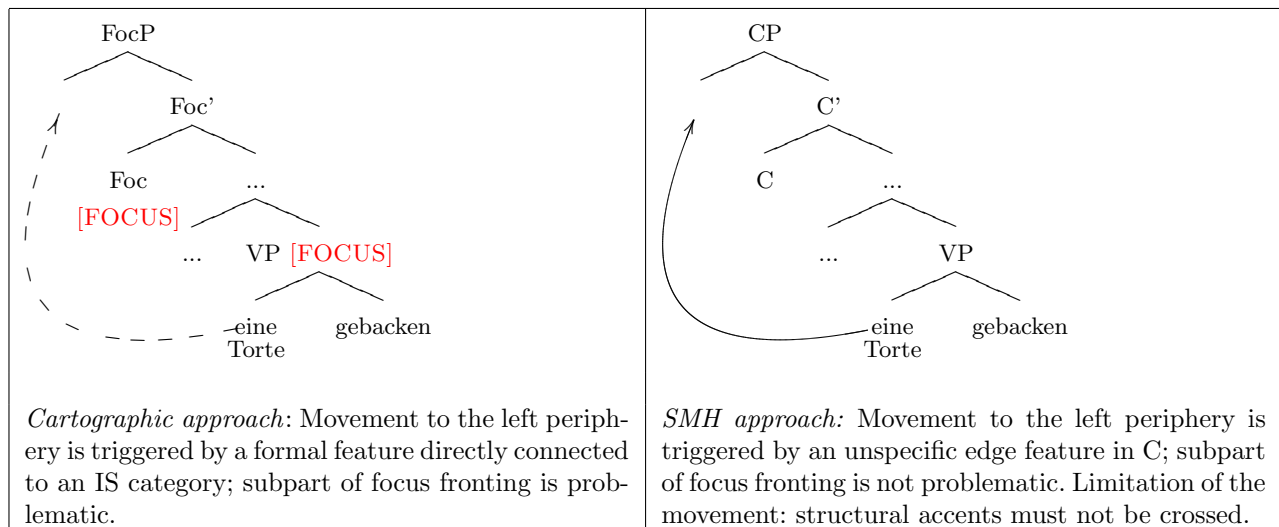 FocP
Foc'
Foc ...
[FOCUS]
... VP [FOCUS]
eine gebacken
Torte
Cartographic approach: Movement to the left periph-
ery is triggered by a formal feature directly connected
to an IS category; subpart of focus fronting is prob-
lematic.
CP
C'
C ...
... VP
eine gebacken
Torte
SMH approach: Movement to the left periphery is
triggered by an unspecific edge feature in C; subpart
of focus fronting is not problematic. Limitation of the
movement: structural accents must not be crossed.